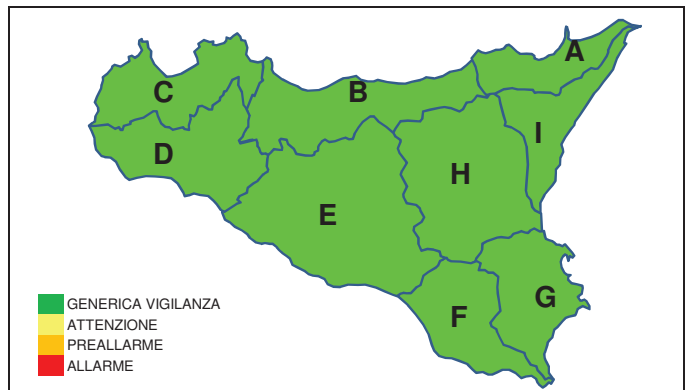 A
B
C
I
D
H
E
G
F
GENERICA VIGILANZA
ATTENZIONE
PREALLARME
ALLARME